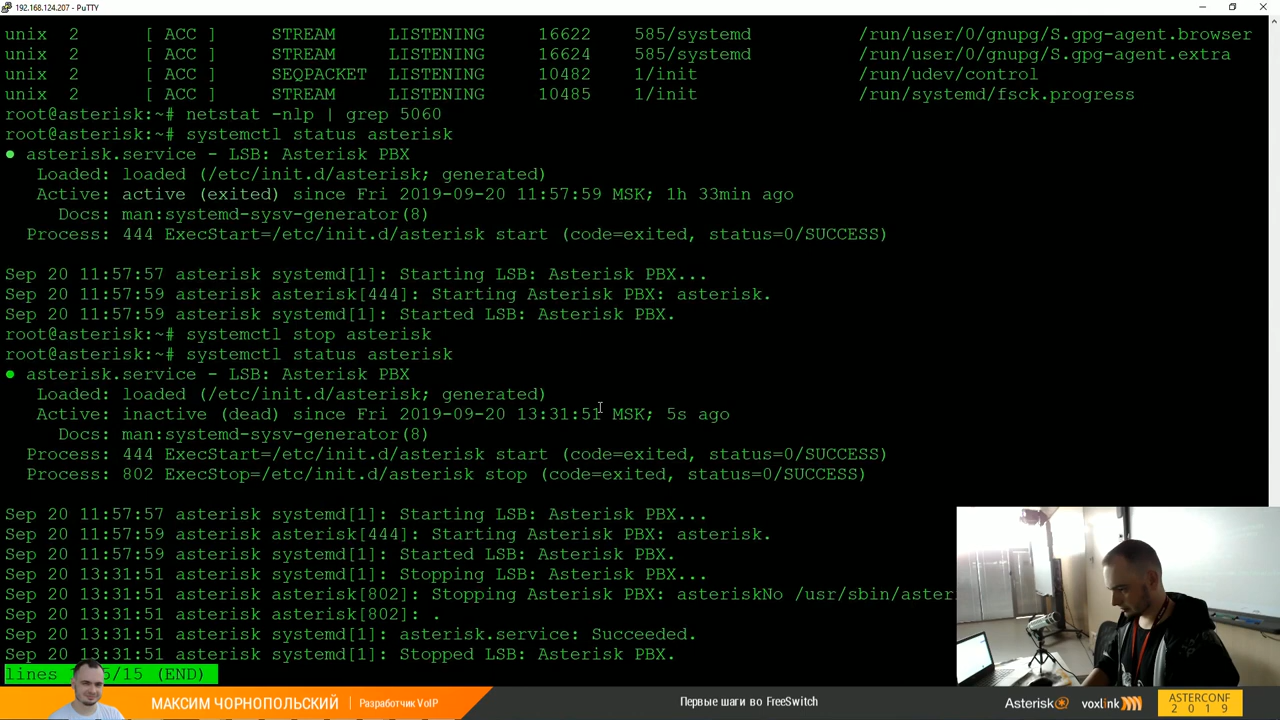 192.168.124.207 - PuTTY
unix 2 [ ACC ] STREAM LISTENING 16622 585/systemd /run/user/0/gnupg/S.gpg-agent.browser
unix 2 [ ACC ] STREAM LISTENING 16624 585/systemd /run/user/0/gnupg/S.gpg-agent.extra
unix 2 [ ACC ] SEQPACKET LISTENING 10482 1/init /run/udev/control
unix 2 [ ACC ] STREAM LISTENING 10485 1/init /run/systemd/fsck.progress
root@asterisk:~# netstat -nlp | grep 5060
root@asterisk:~# systemctl status asterisk
● asterisk.service - LSB: Asterisk PBX
Loaded: loaded (/etc/init.d/asterisk; generated)
Active: active (exited) since Fri 2019-09-20 11:57:59 MSK; 1h 33min ago
Docs: man:systemd-sysv-generator(8)
Process: 444 ExecStart=/etc/init.d/asterisk start (code=exited, status=0/SUCCESS)
Sep 20 11:57:57 asterisk systemd[1]: Starting LSB: Asterisk PBX...
Sep 20 11:57:59 asterisk asterisk[444]: Starting Asterisk PBX: asterisk.
Sep 20 11:57:59 asterisk systemd[1]: Started LSB: Asterisk PBX.
root@asterisk:~# systemctl stop asterisk
root@asterisk:~# systemctl status asterisk
● asterisk.service - LSB: Asterisk PBX
Loaded: loaded (/etc/init.d/asterisk; generated)
Active: inactive (dead) since Fri 2019-09-20 13:31:51 MSK; 5s ago
Docs: man:systemd-sysv-generator(8)
Process: 444 ExecStart=/etc/init.d/asterisk start (code=exited, status=0/SUCCESS)
Process: 802 ExecStop=/etc/init.d/asterisk stop (code=exited, status=0/SUCCESS)
Sep 20 11:57:57 asterisk systemd[1]: Starting LSB: Asterisk PBX...
Sep 20 11:57:59 asterisk asterisk[444]: Starting Asterisk PBX: asterisk.
Sep 20 11:57:59 asterisk systemd[1]: Started LSB: Asterisk PBX.
Sep 20 13:31:51 asterisk systemd[1]: Stopping LSB: Asterisk PBX...
Sep 20 13:31:51 asterisk asterisk[802]: Stopping Asterisk PBX: asteriskNo /usr/sbin/aster
Sep 20 13:31:51 asterisk asterisk[802]: .
Sep 20 13:31:51 asterisk systemd[1]: asterisk.service: Succeeded.
Sep 20 13:31:51 asterisk systemd[1]: Stopped LSB: Asterisk PBX.
lines 5/15 (END)
МАКСИМ ЧОРНОПОЛЬСКИЙ | Разработчик VoIP
Первые шаги во FreeSwitch
Asterisk voxlink
ASTERCONF
2019